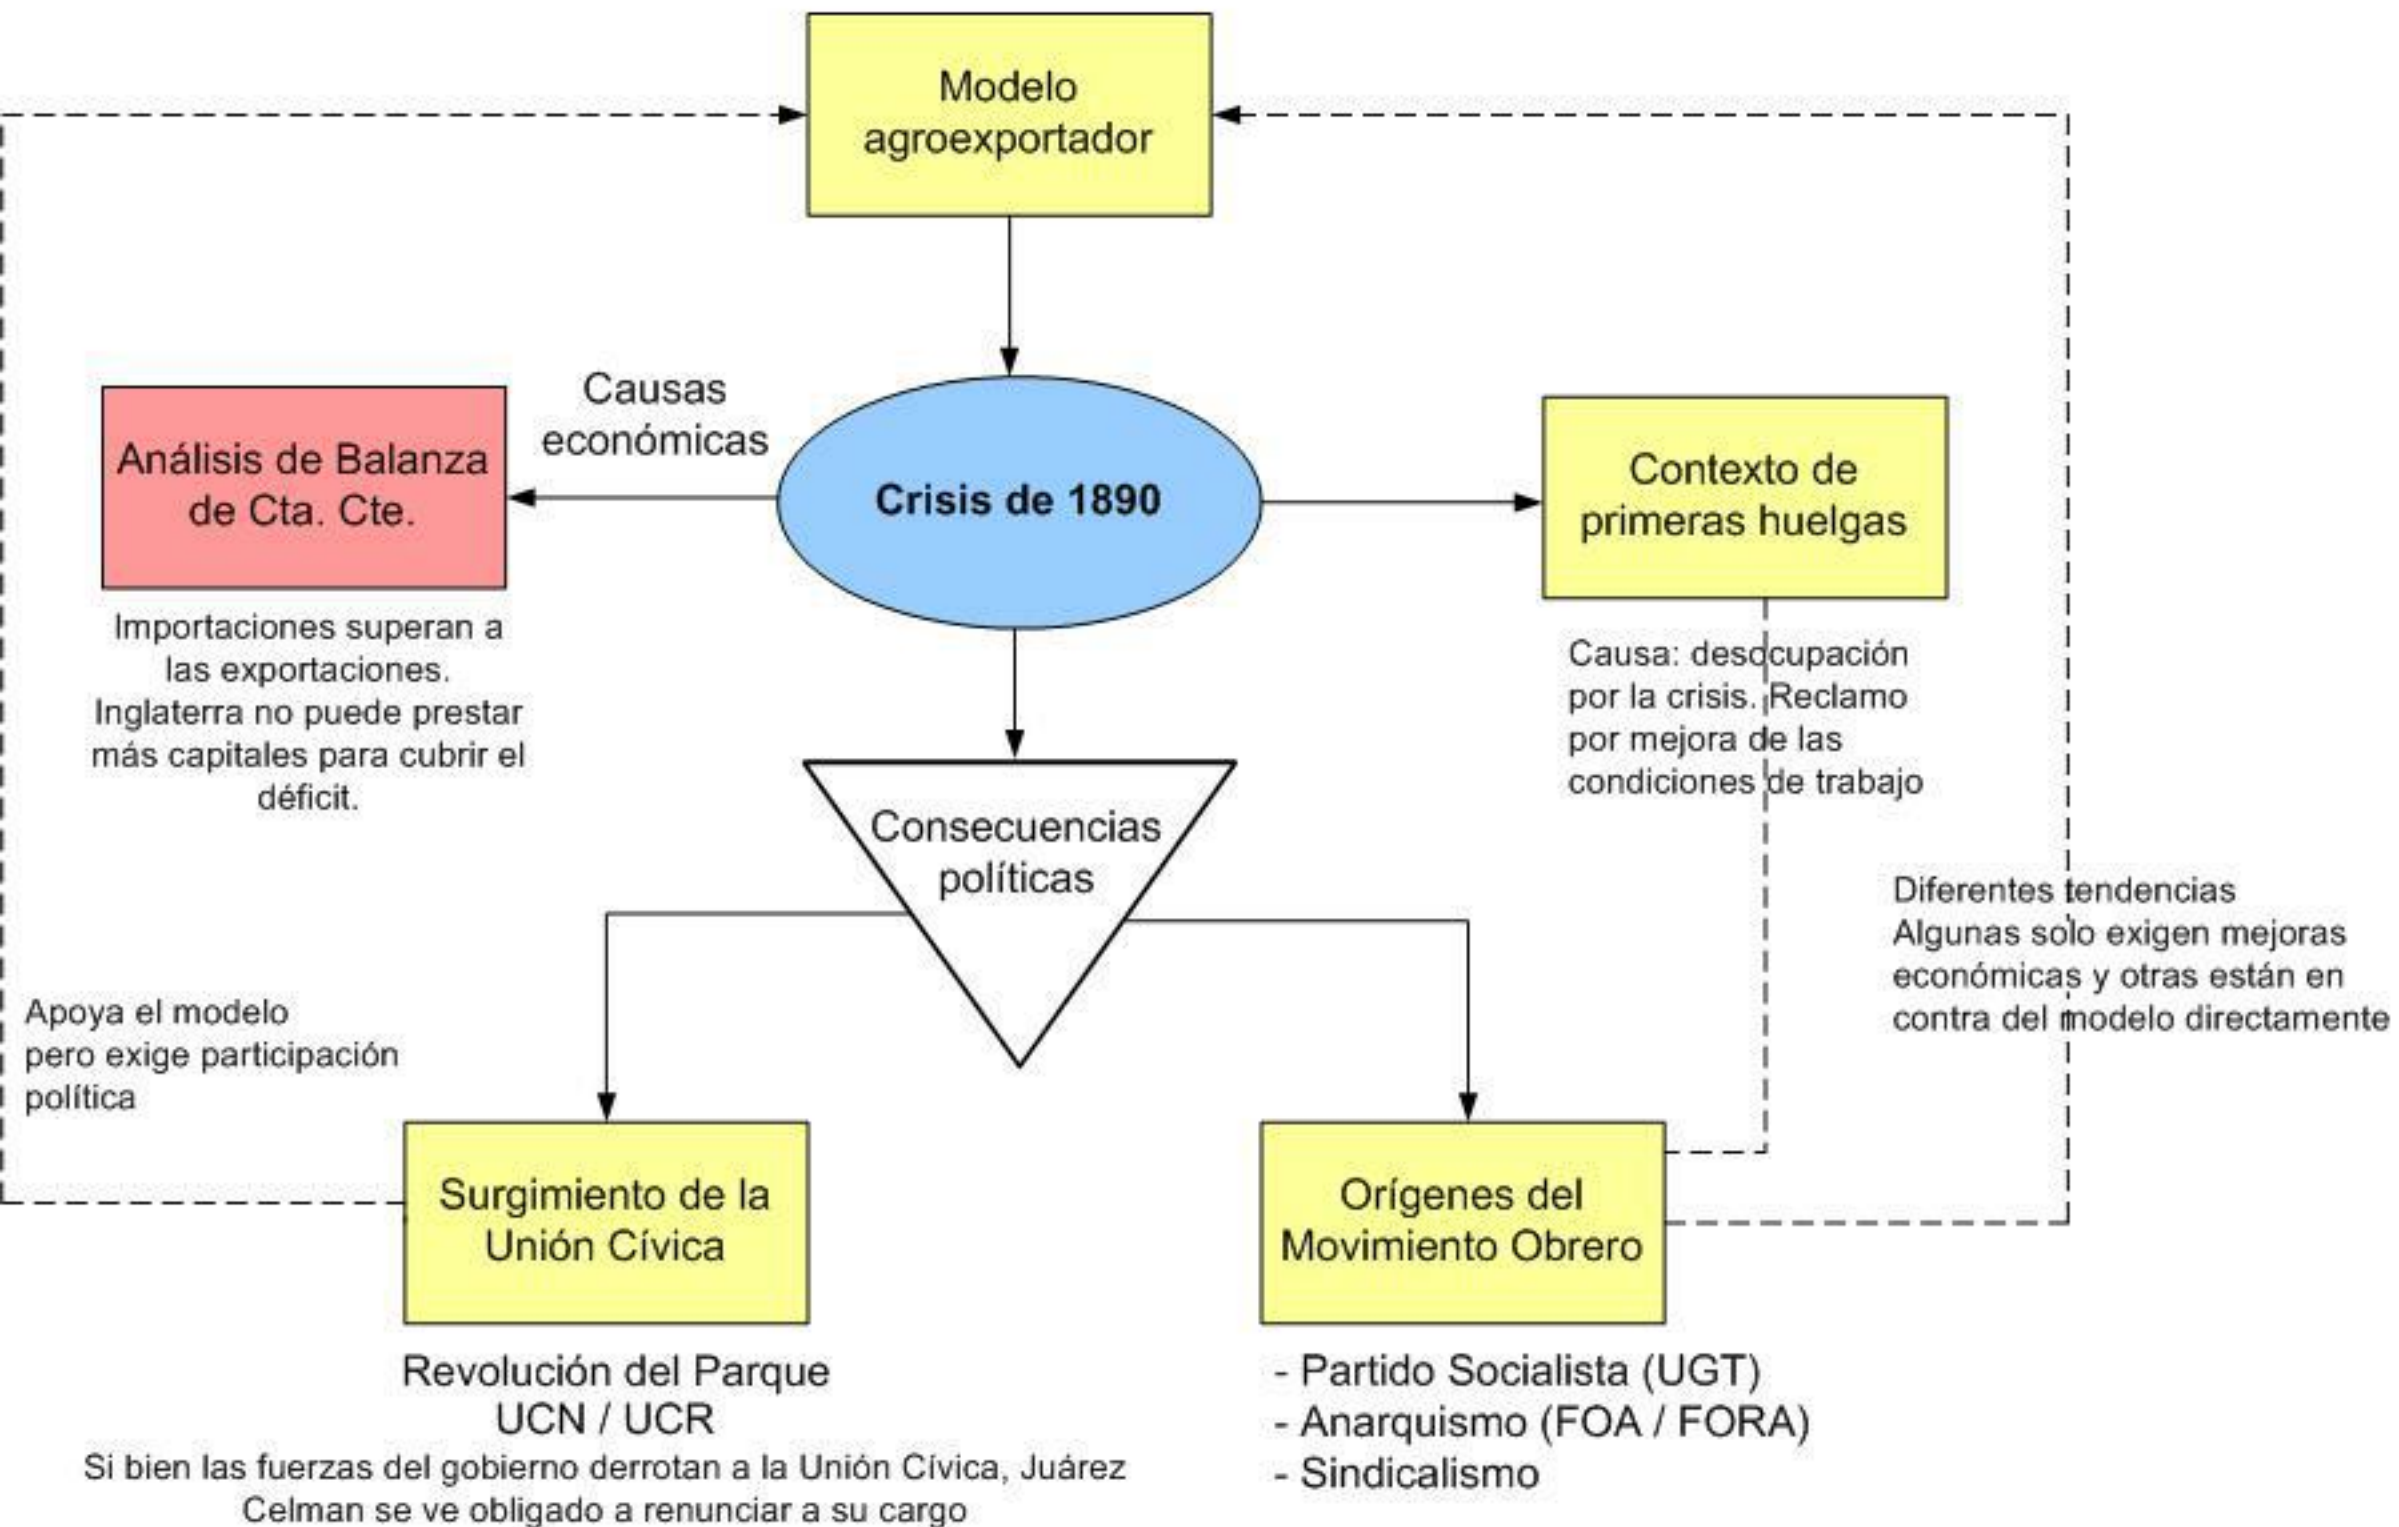 Modelo
agroexportador
Causas
económicas
Análisis de Balanza
de Cta. Cte.
Crisis de 1890
Contexto de
primeras huelgas
Importaciones superan a
las exportaciones.
Inglaterra no puede prestar
más capitales para cubrir el
déficit.
Causa: desocupación
por la crisis. Reclamo
por mejora de las
condiciones de trabajo
Consecuencias
políticas
Diferentes tendencias
Algunas solo exigen mejoras
económicas y otras están en
contra del modelo directamente
Apoya el modelo
pero exige participación
política
Surgimiento de la
Unión Cívica
Orígenes del
Movimiento Obrero
Revolución del Parque
UCN / UCR
Si bien las fuerzas del gobierno derrotan a la Unión Cívica, Juárez
Celman se ve obligado a renunciar a su cargo
- Partido Socialista (UGT)
- Anarquismo (FOA / FORA)
- Sindicalismo